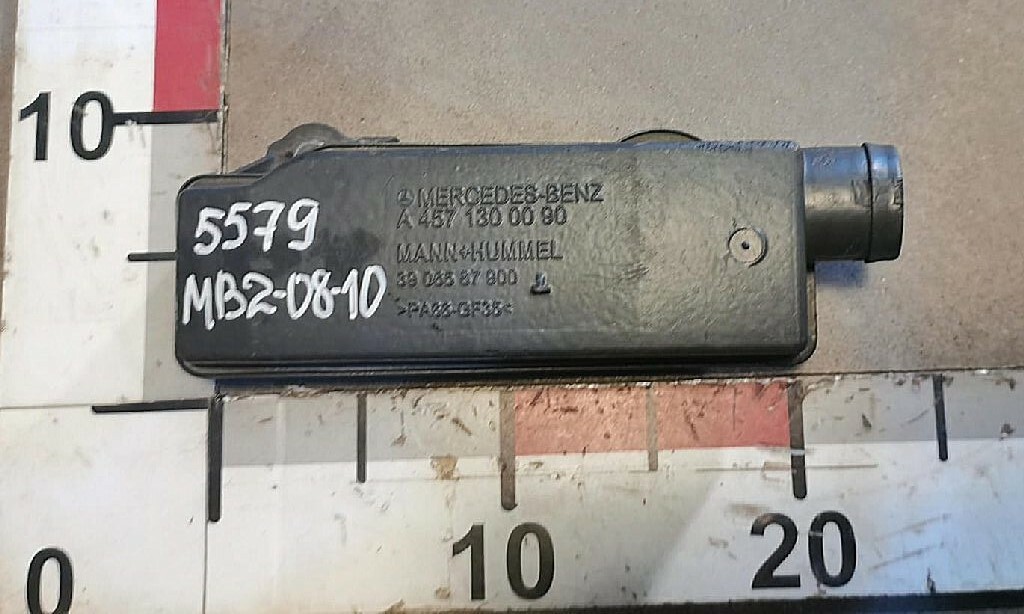 10
5579
MB2-08-10
MERCEDES-BENZ
A 457 130 00 90
MANN+HUMMEL
39 065 67 900
>PA66-GF35<
0
10
20